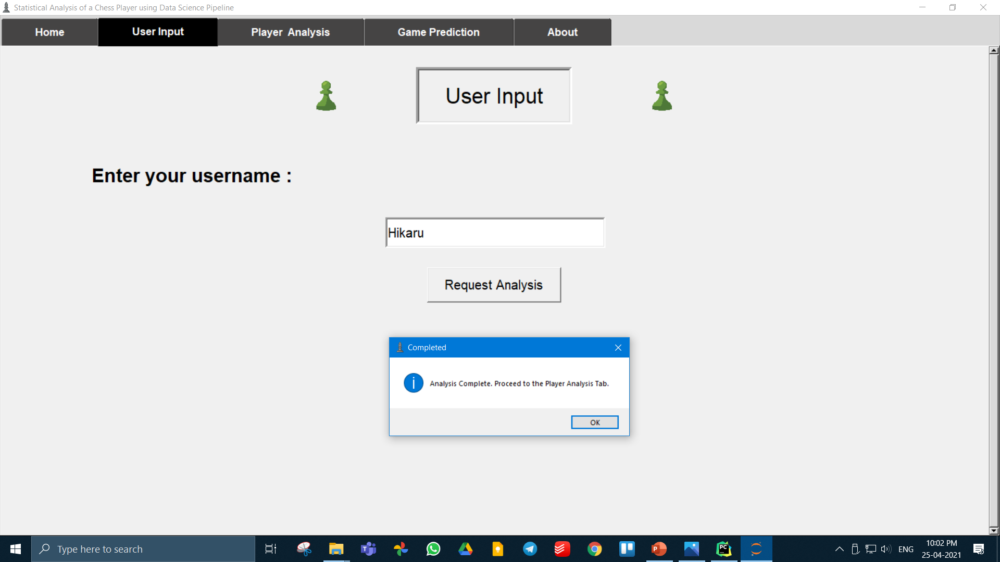 Statistical Analysis of a Chess Player using Data Science Pipeline
Home User Input Player Analysis Game Prediction About
User Input
Enter your username :
Hikaru
Request Analysis
Completed
i Analysis Complete. Proceed to the Player Analysis Tab.
OK
Type here to search
T
P
PC
ENG
10:02 PM
25-04-2021